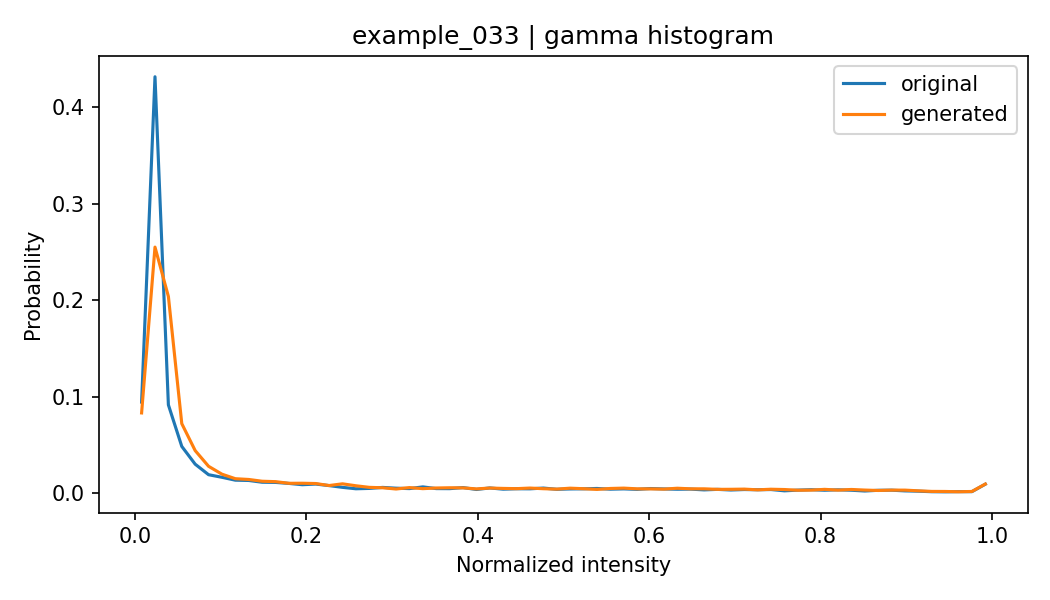 example_033 | gamma histogram
original
generated
Probability
0.4
0.3
0.2
0.1
0.0
0.0 0.2 0.4 0.6 0.8 1.0
Normalized intensity